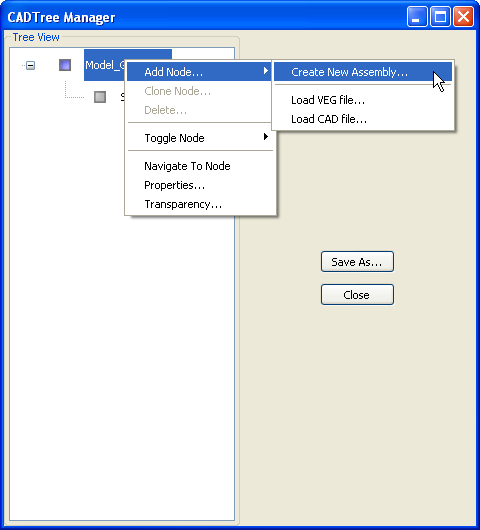 CADTree Manager
Tree View
Model_G
S
Add Node...
Clone Node...
Delete...
Toggle Node
Navigate To Node
Properties...
Transparency...
Create New Assembly...
Load VEG file...
Load CAD file...
Save As...
Close